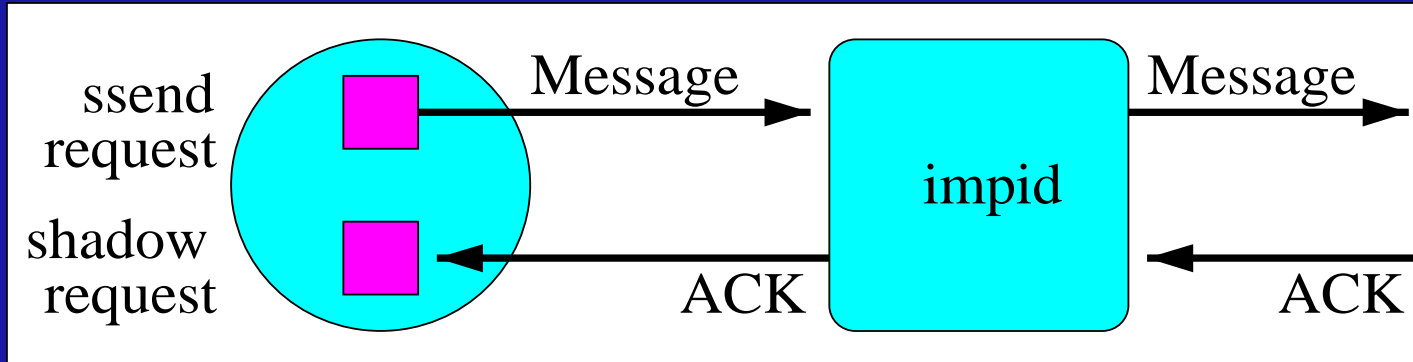 ssend
request
Message
impid
Message
shadow
request
ACK
ACK